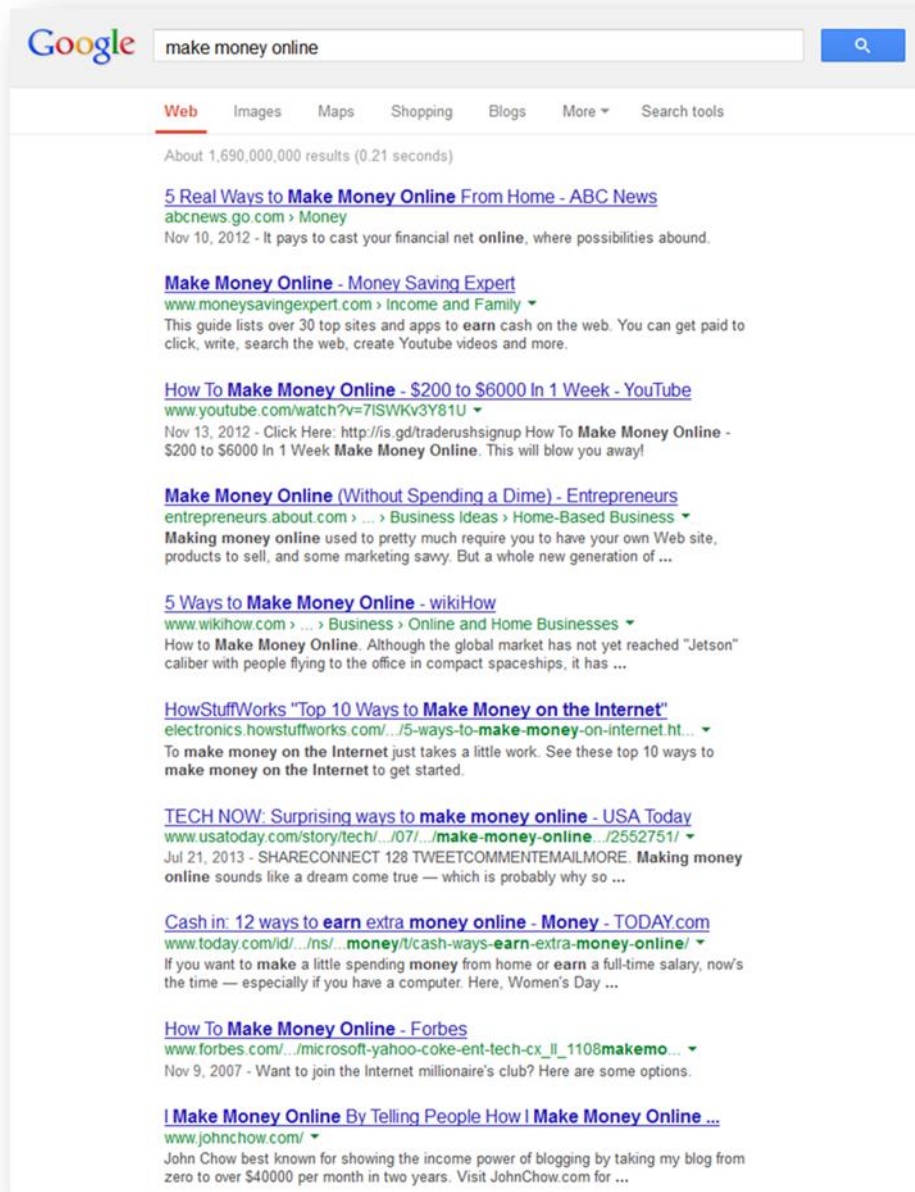 Google make money online
Web Images Maps Shopping Blogs More Search tools
About 1,690,000,000 results (0.21 seconds)
5 Real Ways to Make Money Online From Home - ABC News
abcnews.go.com › Money
Nov 10, 2012 - It pays to cast your financial net online, where possibilities abound.
Make Money Online - Money Saving Expert
www.moneysavingexpert.com › Income and Family
This guide lists over 30 top sites and apps to earn cash on the web. You can get paid to
click, write, search the web, create Youtube videos and more.
How To Make Money Online - $200 to $6000 In 1 Week - YouTube
www.youtube.com/watch?v=7lSWKv3Y81U
Nov 13, 2012 - Click Here: http://is.gd/traderushsignup How To Make Money Online -
$200 to $6000 In 1 Week Make Money Online. This will blow you away!
Make Money Online (Without Spending a Dime) - Entrepreneurs
entrepreneurs.about.com › ... › Business Ideas › Home-Based Business
Making money online used to pretty much require you to have your own Web site,
products to sell, and some marketing savvy. But a whole new generation of ...
5 Ways to Make Money Online - wikiHow
www.wikihow.com › ... › Business › Online and Home Businesses
How to Make Money Online. Although the global market has not yet reached "Jetson"
caliber with people flying to the office in compact spaceships, it has ...
HowStuffWorks "Top 10 Ways to Make Money on the Internet"
electronics.howstuffworks.com/.../5-ways-to-make-money-on-internet.ht...
To make money on the Internet just takes a little work. See these top 10 ways to
make money on the Internet to get started.
TECH NOW: Surprising ways to make money online - USA Today
www.usatoday.com/story/tech/.../07/.../make-money-online.../2552751/
Jul 21, 2013 - SHARECONNECT 128 TWEETCOMMENTEMAILMORE. Making money
online sounds like a dream come true — which is probably why so ...
Cash in: 12 ways to earn extra money online - Money - TODAY.com
www.today.com/id/.../ns/...money/t/cash-ways-earn-extra-money-online/
If you want to make a little spending money from home or earn a full-time salary, now's
the time — especially if you have a computer. Here, Women's Day ...
How To Make Money Online - Forbes
www.forbes.com/.../microsoft-yahoo-coke-ent-tech-cx_ll_1108makemo...
Nov 9, 2007 - Want to join the Internet millionaire's club? Here are some options.
I Make Money Online By Telling People How I Make Money Online ...
www.johnchow.com/
John Chow best known for showing the income power of blogging by taking my blog from
zero to over $40000 per month in two years. Visit JohnChow.com for ...